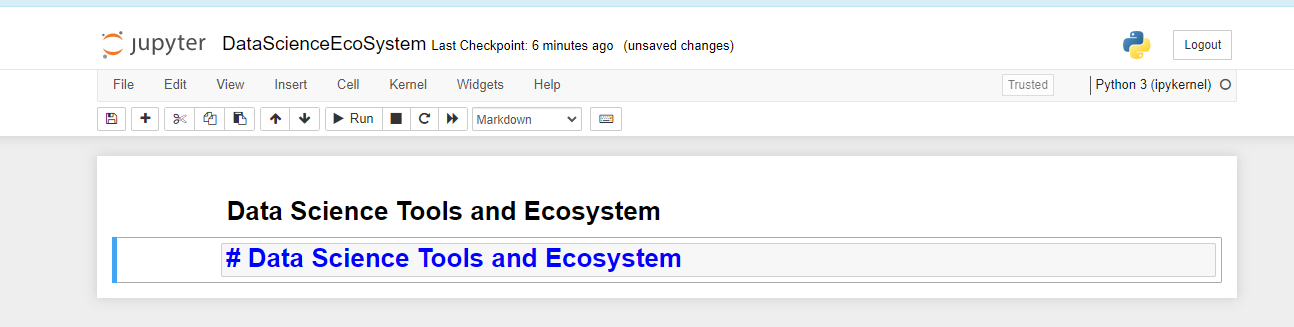 jupyter DataScienceEcoSystem Last Checkpoint: 6 minutes ago (unsaved changes) Logout
File Edit View Insert Cell Kernel Widgets Help Trusted Python 3 (ipykernel)
Run Markdown
Data Science Tools and Ecosystem
# Data Science Tools and Ecosystem